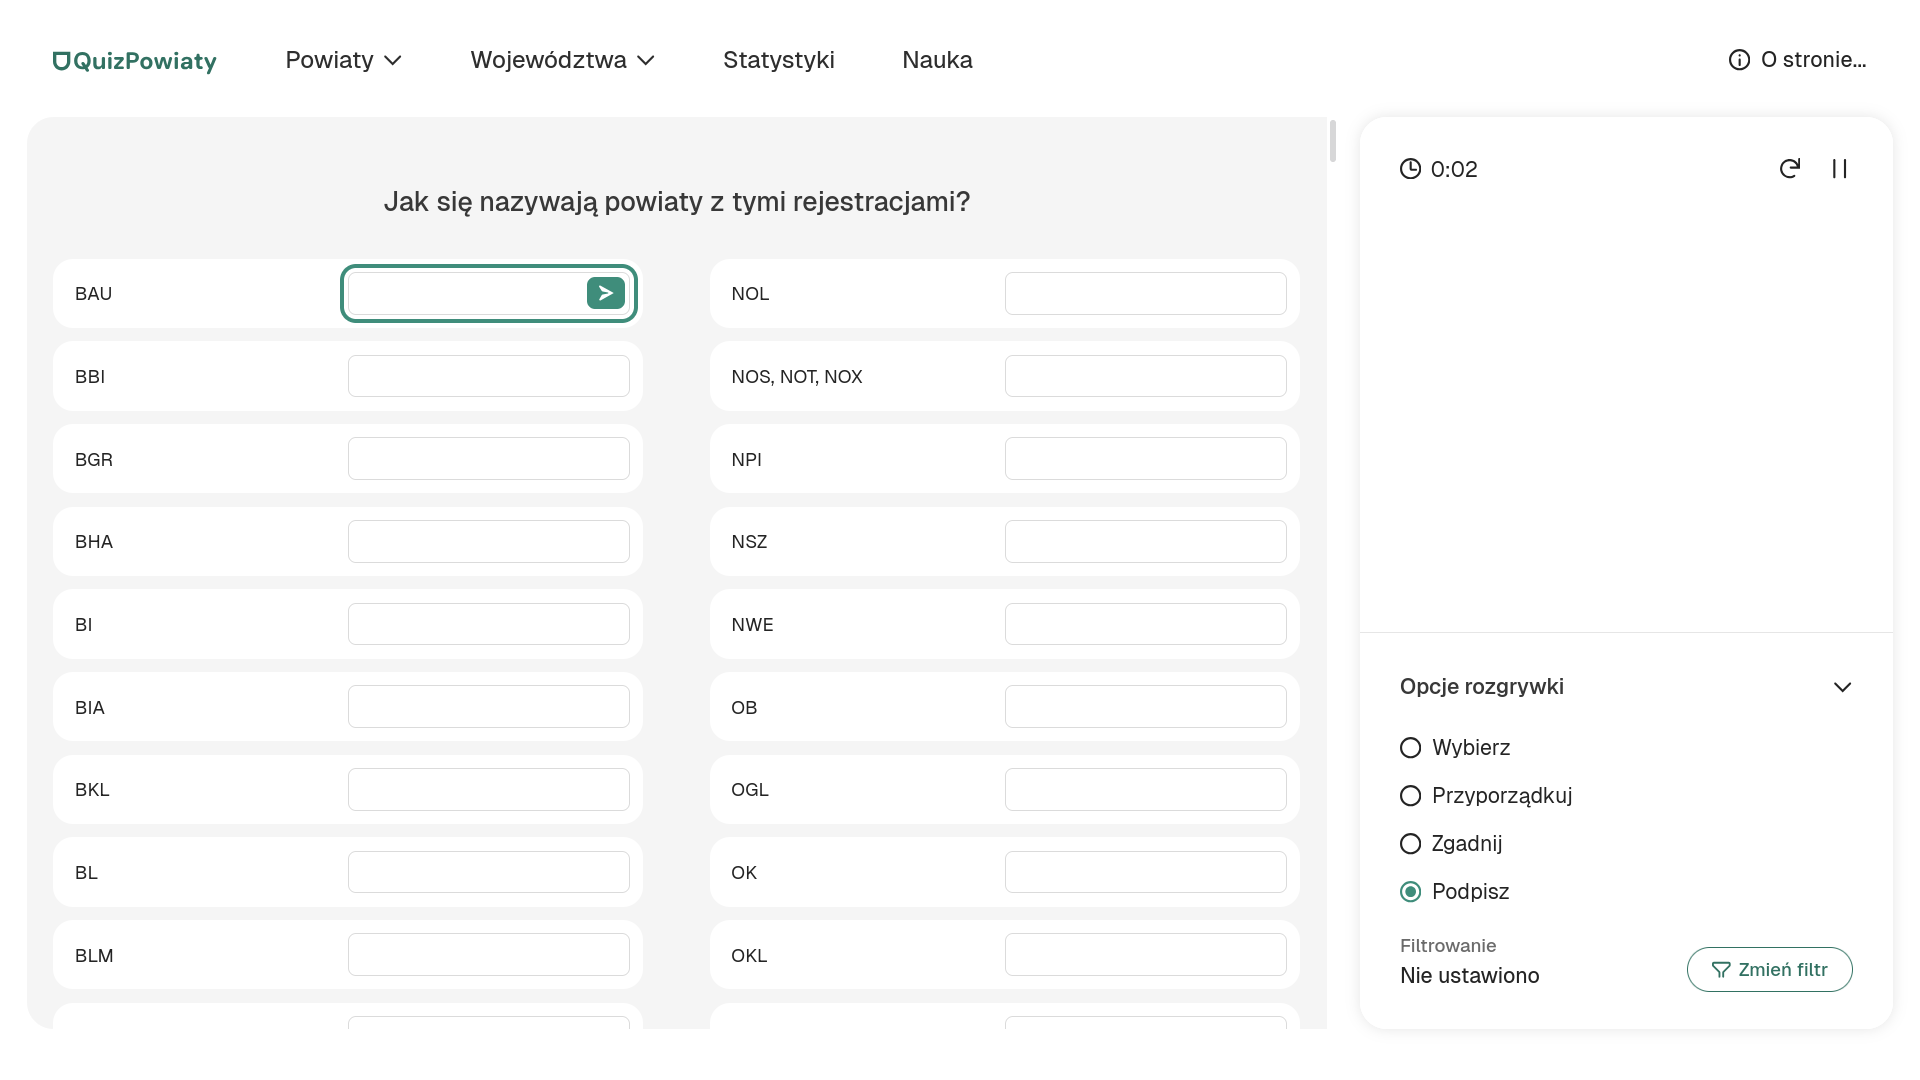 QuizPowiaty
Powiaty
Województwa
Statystyki
Nauka
O stronie...
Jak się nazywają powiaty z tymi rejestracjami?
BAU
BBI
BGR
BHA
BI
BIA
BKL
BL
BLM
NOL
NOS, NOT, NOX
NPI
NSZ
NWE
OB
OGL
OK
OKL
0:02
Opcje rozgrywki
Wybierz
Przyporządkuj
Zgadnij
Podpisz
Filtrowanie
Nie ustawiono
Zmień filtr